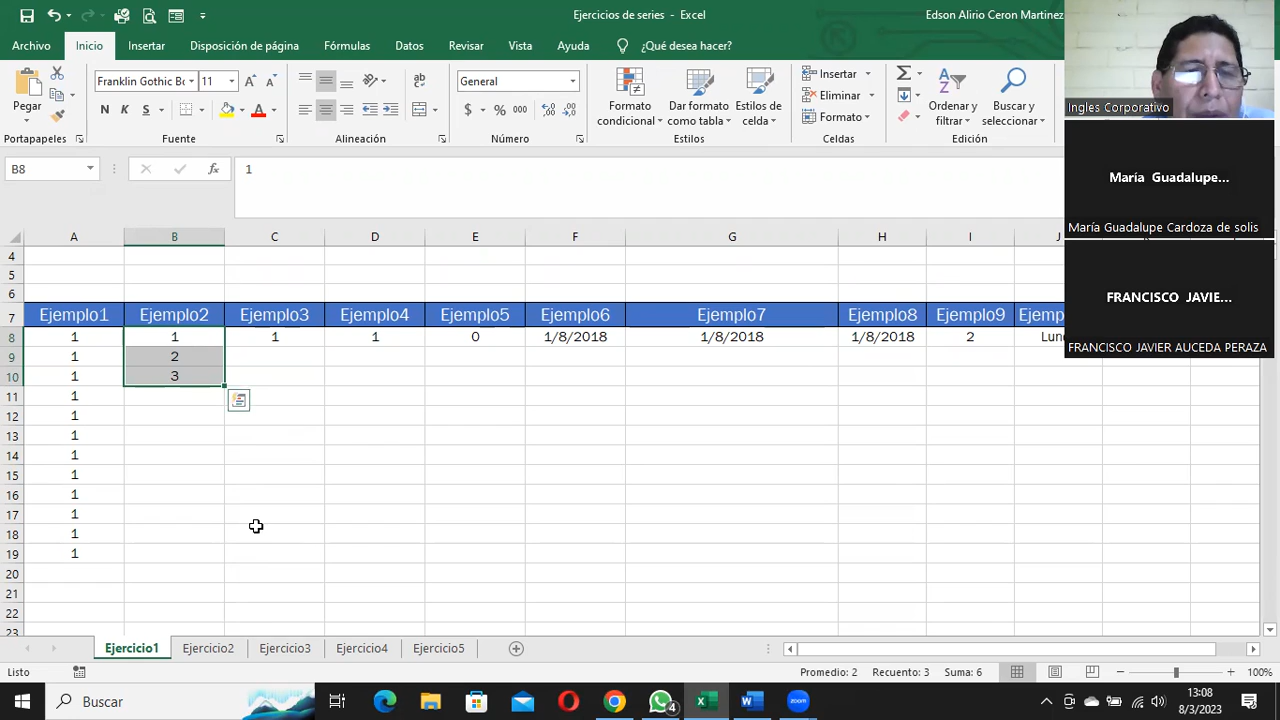 Ejercicios de series - Excel
Edson Alirio Ceron Martinez
Archivo Inicio Insertar Disposición de página Fórmulas Datos Revisar Vista Ayuda ¿Qué desea hacer?
Pegar
Franklin Gothic B 11
N K S
General
$ % 000
Formato condicional
Dar formato como tabla
Estilos de celda
Insertar
Eliminar
Formato
Ordenar y filtrar
Buscar y seleccionar
Portapapeles Fuente Alineación Número Estilos Celdas Edición
Ingles Corporativo
María Guadalupe...
María Guadalupe Cardoza de solis
FRANCISCO JAVIE...
FRANCISCO JAVIER AUCEDA PERAZA
B8 fx 1
A B C D E F G H I J
4
5
6
7 Ejemplo1 Ejemplo2 Ejemplo3 Ejemplo4 Ejemplo5 Ejemplo6 Ejemplo7 Ejemplo8 Ejemplo9 Ejemp
8 1 1 1 1 0 1/8/2018 1/8/2018 1/8/2018 2 Lun
9 1 2
10 1 3
11 1
12 1
13 1
14 1
15 1
16 1
17 1
18 1
19 1
20
21
22
23
Ejercicio1 Ejercicio2 Ejercicio3 Ejercicio4 Ejercicio5
Listo Promedio: 2 Recuento: 3 Suma: 6 100%
Buscar
4
13:08
8/3/2023